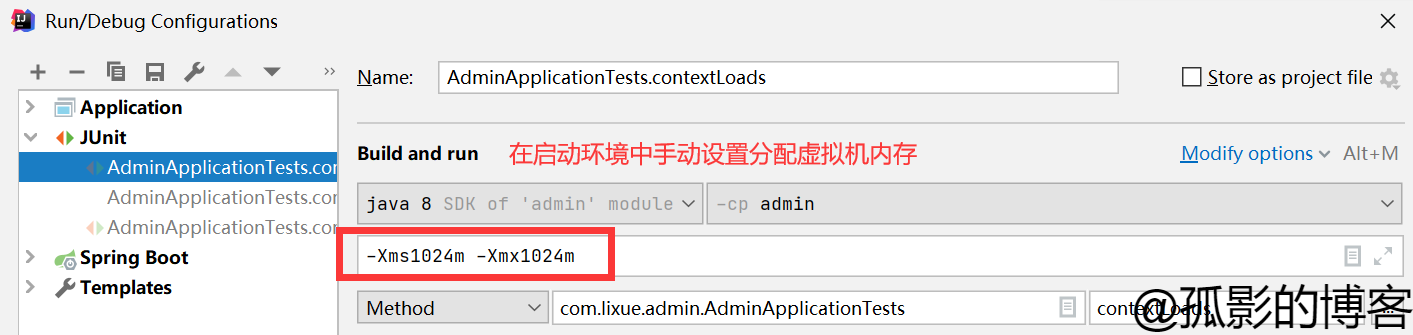 Run/Debug Configurations
Name: AdminApplicationTests.contextLoads Store as project file
Application
JUnit
Build and run 在启动环境中手动设置分配虚拟机内存 Modify options Alt+M
AdminApplicationTests.con
java 8 SDK of 'admin' module -cp admin
AdminApplicationTests.con
AdminApplicationTests.con
Spring Boot
-Xms1024m -Xmx1024m
Templates
Method com.lixue.admin.AdminApplicationTests contextLoads
@孤影的博客